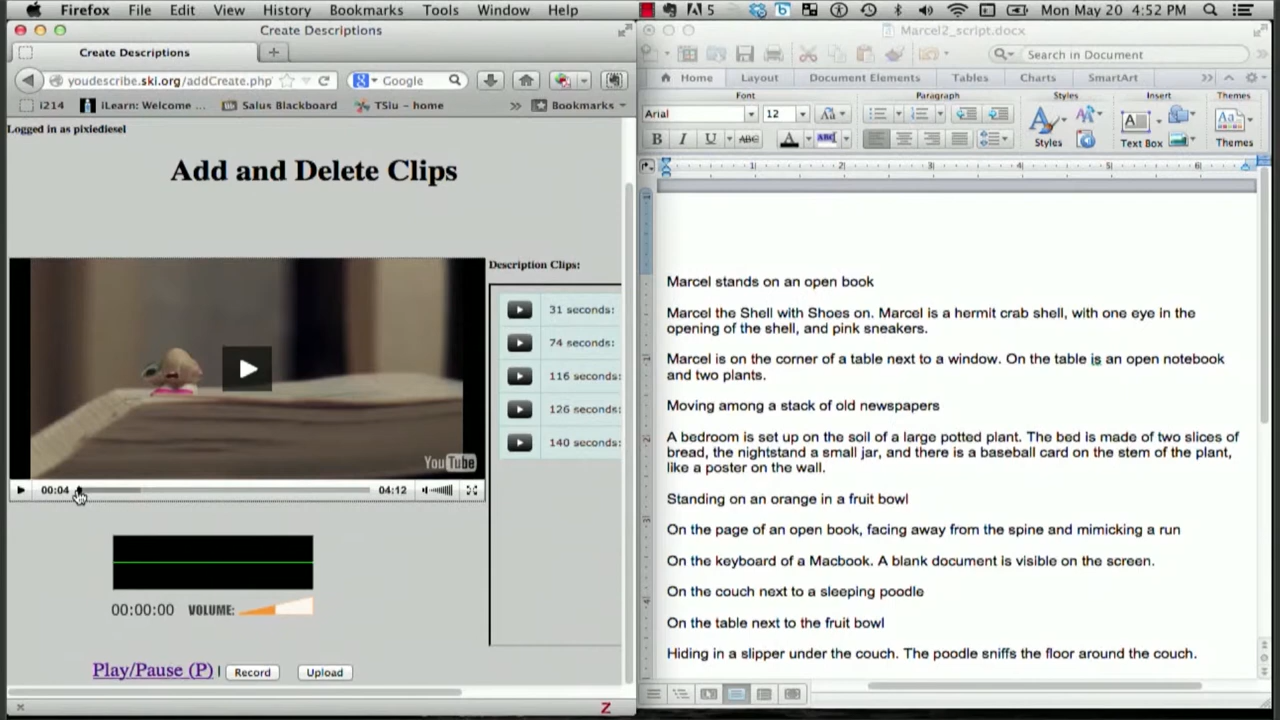 Firefox File Edit View History Bookmarks Tools Window Help
5 Mon May 20 4:52 PM
Create Descriptions
Create Descriptions
youdescribe.ski.org/addCreate.php
Google
i214
iLearn: Welcome ...
Salus Blackboard
TSlu – home
Bookmarks
Logged in as pixiediesel
Add and Delete Clips
Description Clips:
31 seconds:
74 seconds:
116 seconds:
126 seconds:
140 seconds:
YouTube
00:04
04:12
00:00:00 VOLUME:
Play/Pause (P) | Record Upload
Z
Marcel2_script.docx
Search in Document
Home Layout Document Elements Tables Charts SmartArt
Font Paragraph Styles Insert Themes
Arial 12
B I U ABC A ABC
Styles Text Box Themes
1 2 3 4 5 6
Marcel stands on an open book
Marcel the Shell with Shoes on. Marcel is a hermit crab shell, with one eye in the
opening of the shell, and pink sneakers.
Marcel is on the corner of a table next to a window. On the table is an open notebook
and two plants.
Moving among a stack of old newspapers
A bedroom is set up on the soil of a large potted plant. The bed is made of two slices of
bread, the nightstand a small jar, and there is a baseball card on the stem of the plant,
like a poster on the wall.
Standing on an orange in a fruit bowl
On the page of an open book, facing away from the spine and mimicking a run
On the keyboard of a Macbook. A blank document is visible on the screen.
On the couch next to a sleeping poodle
On the table next to the fruit bowl
Hiding in a slipper under the couch. The poodle sniffs the floor around the couch.